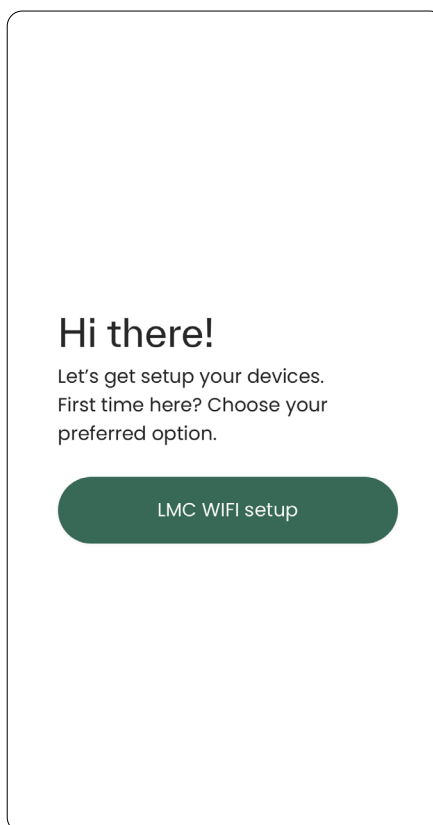 Hi there!
Let’s get setup your devices.
First time here? Choose your
preferred option.
LMC WIFI setup